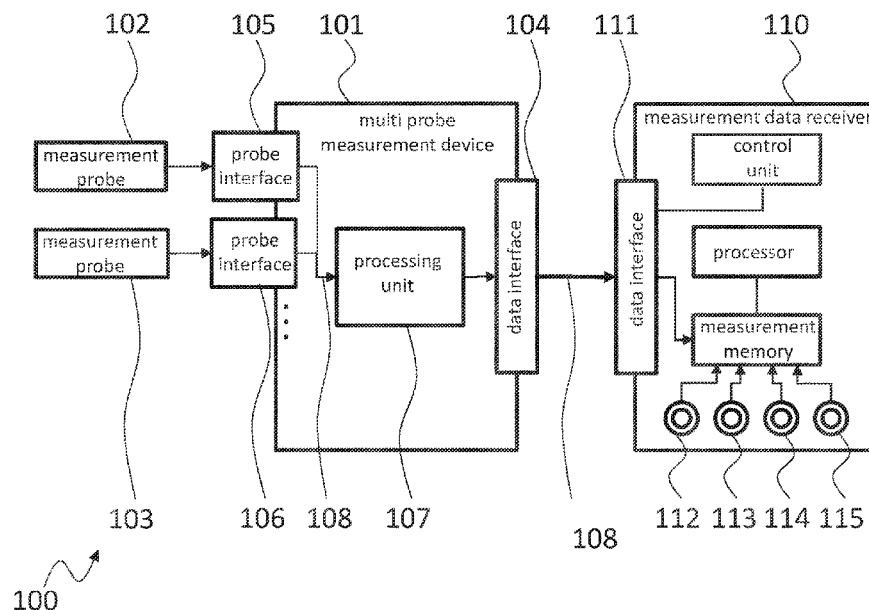 102
105
101
104
111
110
multi probe
measurement device
measurement data receiver
measurement
probe
probe
interface
control
unit
measurement
probe
probe
interface
processing
unit
data interface
data interface
processor
measurement
memory
103
106
108
107
108
112
113
114
115
100